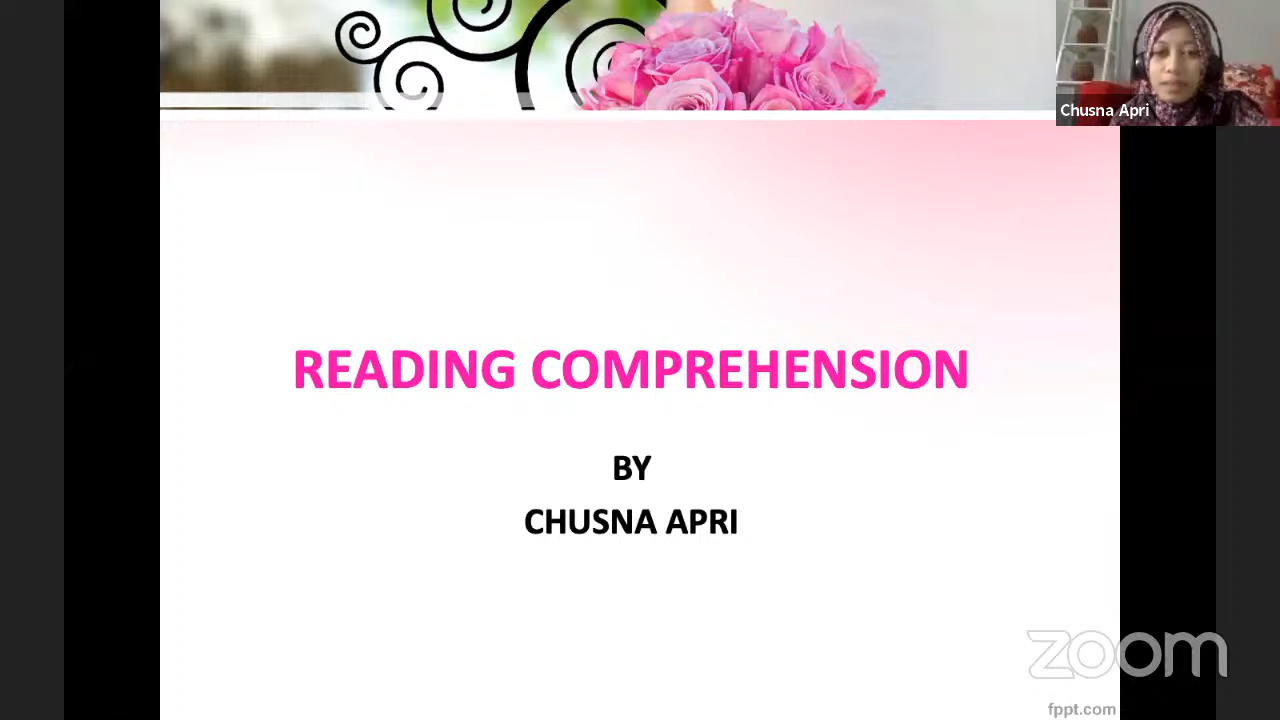 Chusna Apri
READING COMPREHENSION
BY
CHUSNA APRI
zoom
fppt.com